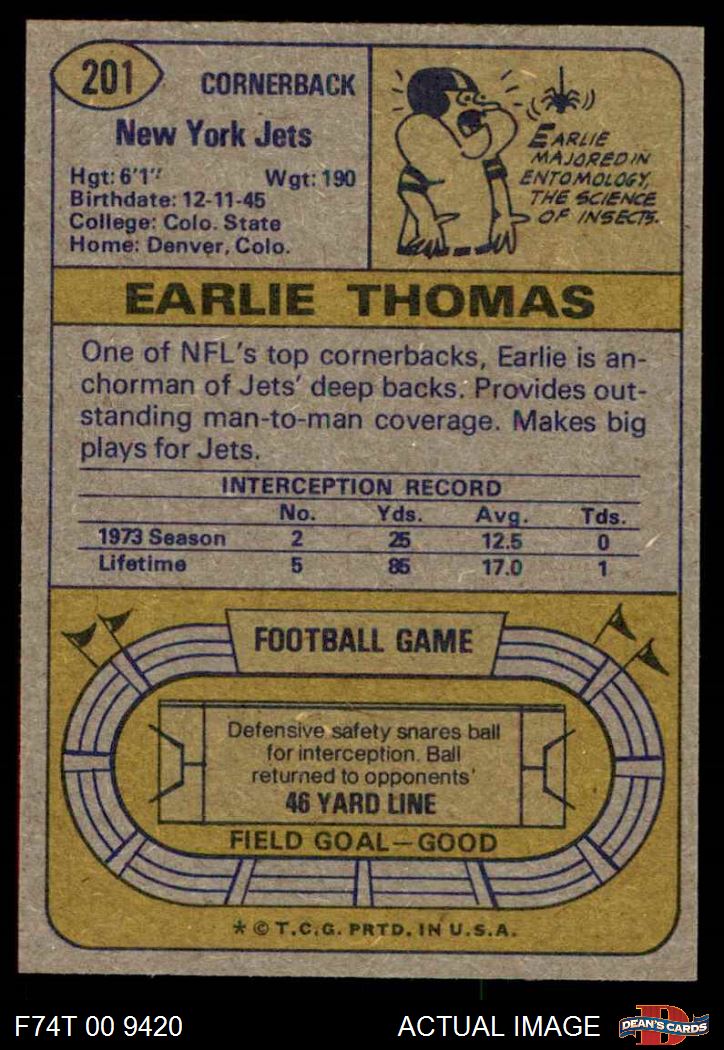 201
CORNERBACK
New York Jets
Hgt: 6'1" Wgt: 190
Birthdate: 12-11-45
College: Colo. State
Home: Denver, Colo.
EARLIE
MAJORED IN
ENTOMOLOGY,
THE SCIENCE
OF INSECTS.
EARLIE THOMAS
One of NFL's top cornerbacks, Earlie is an-
chorman of Jets' deep backs. Provides out-
standing man-to-man coverage. Makes big
plays for Jets.
INTERCEPTION RECORD
No. Yds. Avg. Tds.
1973 Season 2 25 12.5 0
Lifetime 5 85 17.0 1
FOOTBALL GAME
Defensive safety snares ball
for interception. Ball
returned to opponents'
46 YARD LINE
FIELD GOAL—GOOD
* © T.C.G. PRTD. IN U.S.A.
F74T 00 9420 ACTUAL IMAGE
D
DEAN'S CARDS